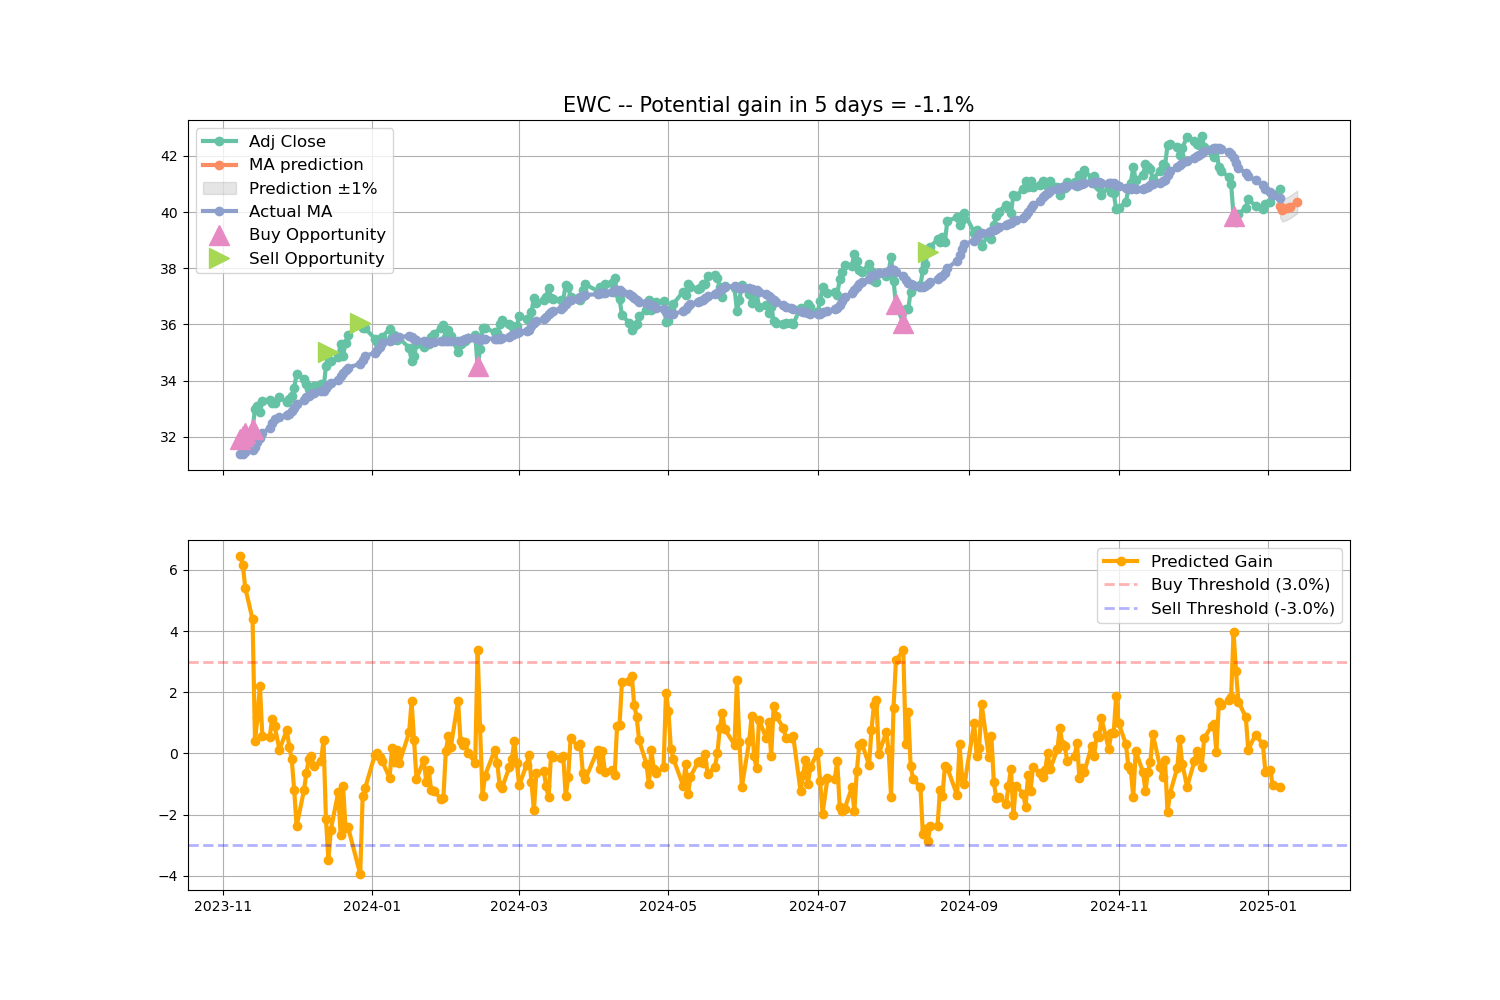 EWC -- Potential gain in 5 days = -1.1%
Adj Close
MA prediction
Prediction ±1%
Actual MA
Buy Opportunity
Sell Opportunity
42
40
38
36
34
32
Predicted Gain
Buy Threshold (3.0%)
Sell Threshold (-3.0%)
6
4
2
0
−2
−4
2023-11
2024-01
2024-03
2024-05
2024-07
2024-09
2024-11
2025-01